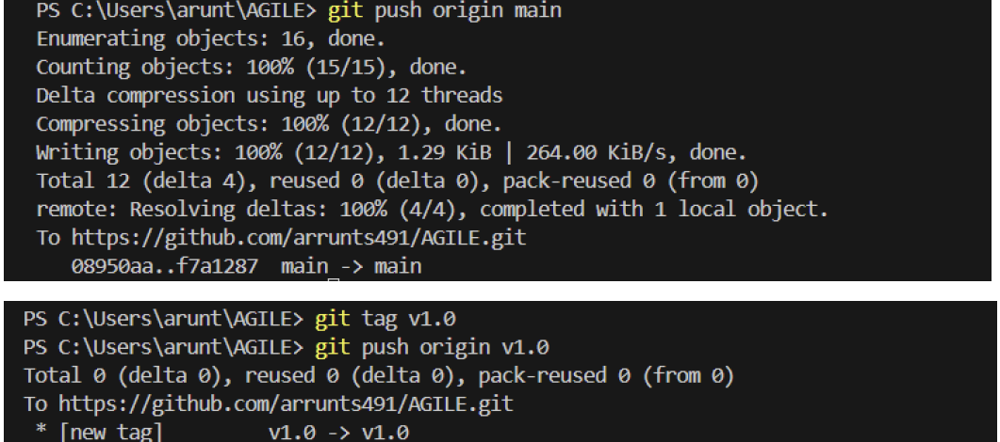 PS C:\Users\arunt\AGILE> git push origin main
Enumerating objects: 16, done.
Counting objects: 100% (15/15), done.
Delta compression using up to 12 threads
Compressing objects: 100% (12/12), done.
Writing objects: 100% (12/12), 1.29 KiB | 264.00 KiB/s, done.
Total 12 (delta 4), reused 0 (delta 0), pack-reused 0 (from 0)
remote: Resolving deltas: 100% (4/4), completed with 1 local object.
To https://github.com/arrunts491/AGILE.git
   08950aa..f7a1287  main -> main
PS C:\Users\arunt\AGILE> git tag v1.0
PS C:\Users\arunt\AGILE> git push origin v1.0
Total 0 (delta 0), reused 0 (delta 0), pack-reused 0 (from 0)
To https://github.com/arrunts491/AGILE.git
 * [new tag]         v1.0 -> v1.0